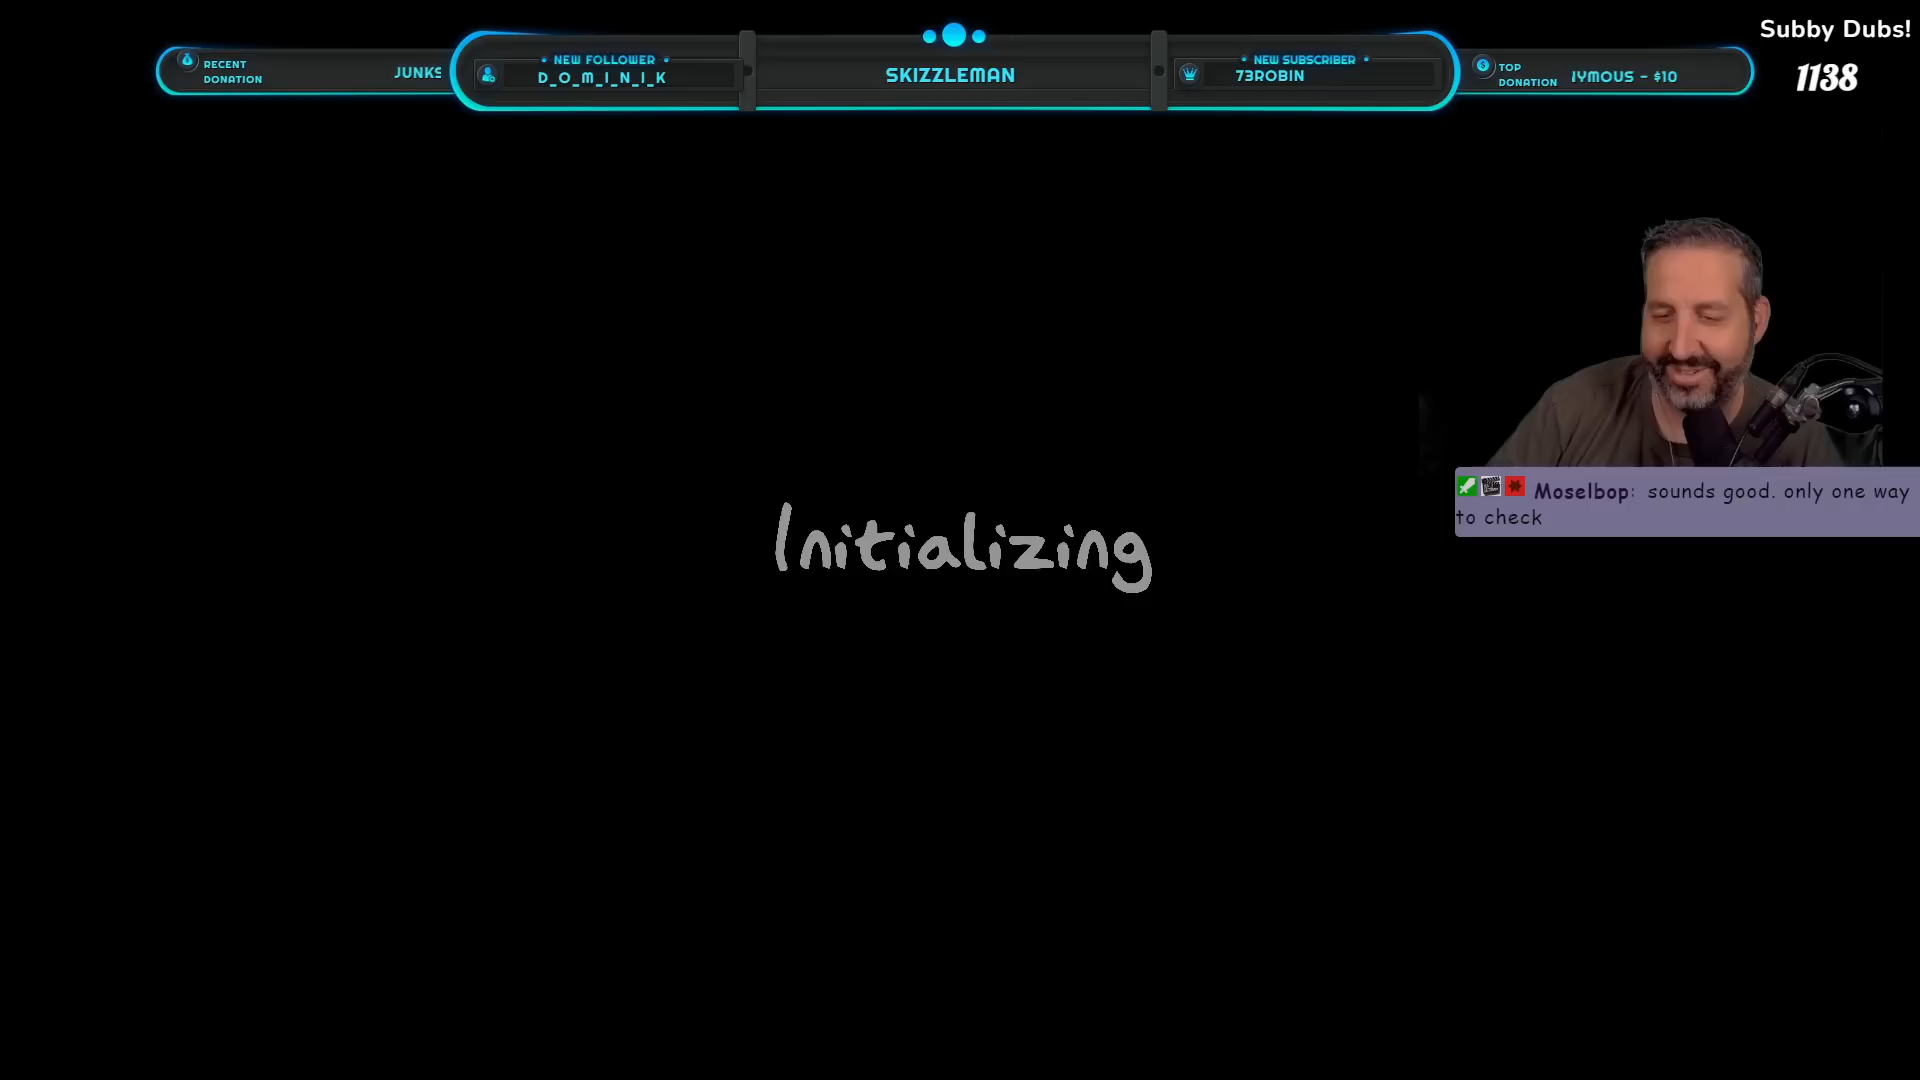 Subby Dubs!
1138
RECENT
DONATION
JUNKS
NEW FOLLOWER
D_O_M_I_N_I_K
SKIZZLEMAN
NEW SUBSCRIBER
73ROBIN
TOP
DONATION
YMOUS - $10
Moselbop: sounds good. only one way
to check
Initializing